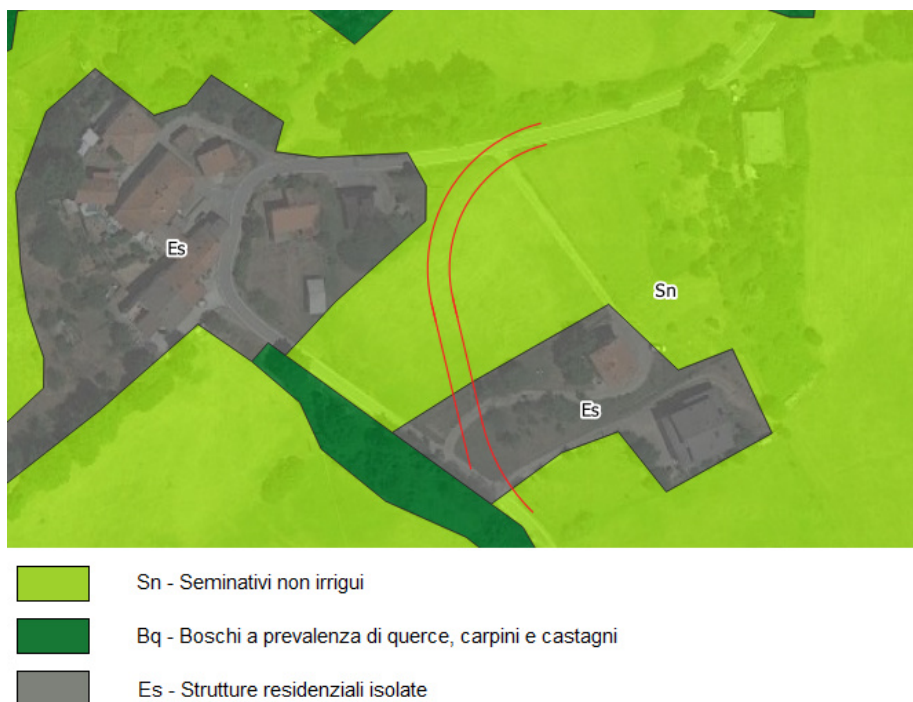 Es
Sn
Es
Sn - Seminativi non irrigui
Bq - Boschi a prevalenza di querce, carpini e castagni
Es - Strutture residenziali isolate